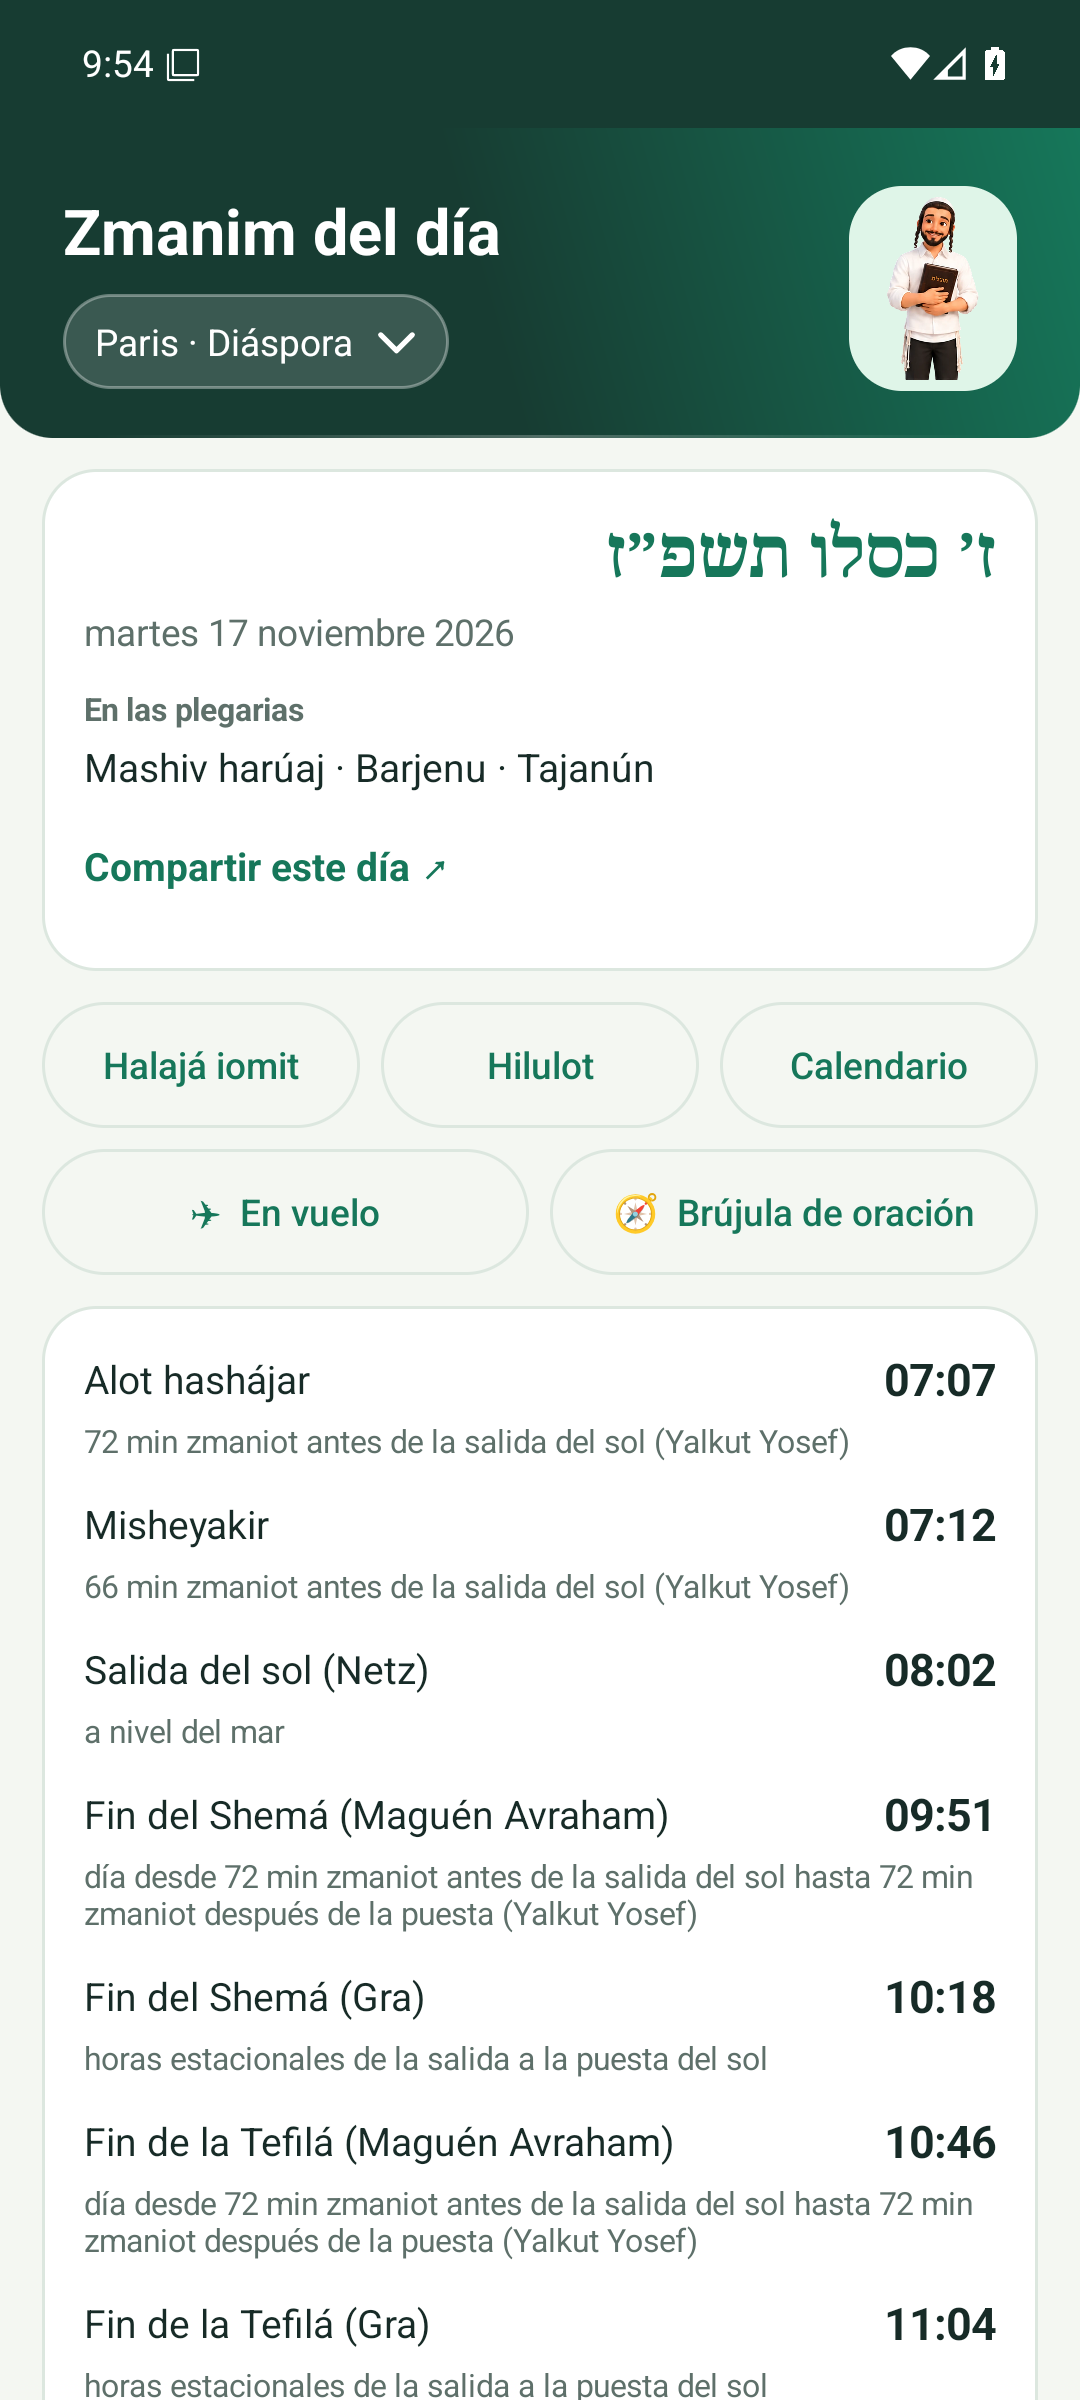 9:54
Zmanim del día
Paris · Diáspora
ז׳ כסלו תשפ״ז
martes 17 noviembre 2026
En las plegarias
Mashiv harúaj · Barjenu · Tajanún
Compartir este día ↗
Halajá iomit
Hilulot
Calendario
✈ En vuelo
🧭 Brújula de oración
Alot hashájar 07:07
72 min zmaniot antes de la salida del sol (Yalkut Yosef)
Misheyakir 07:12
66 min zmaniot antes de la salida del sol (Yalkut Yosef)
Salida del sol (Netz) 08:02
a nivel del mar
Fin del Shemá (Maguén Avraham) 09:51
día desde 72 min zmaniot antes de la salida del sol hasta 72 min
zmaniot después de la puesta (Yalkut Yosef)
Fin del Shemá (Gra) 10:18
horas estacionales de la salida a la puesta del sol
Fin de la Tefilá (Maguén Avraham) 10:46
día desde 72 min zmaniot antes de la salida del sol hasta 72 min
zmaniot después de la puesta (Yalkut Yosef)
Fin de la Tefilá (Gra) 11:04
horas estacionales de la salida a la puesta del sol